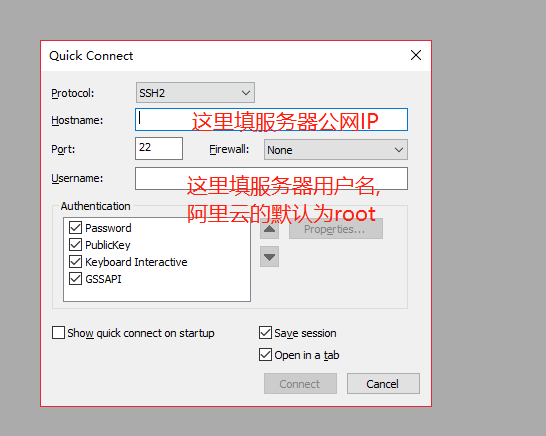 Quick Connect
Protocol: SSH2
Hostname: 这里填服务器公网IP
Port: 22 Firewall: None
Username: 这里填服务器用户名,
阿里云的默认为root
Authentication
Password
PublicKey
Keyboard Interactive
GSSAPI
Properties...
Show quick connect on startup
Save session
Open in a tab
Connect Cancel